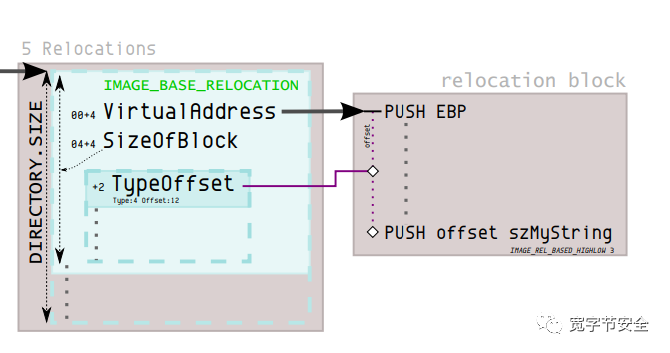 5 Relocations
IMAGE_BASE_RELOCATION
00+4 VirtualAddress
04+4 SizeOfBlock
+2 TypeOffset
Type:4 Offset:12
DIRECTORY.SIZE
relocation block
PUSH EBP
offset
PUSH offset szMyString
IMAGE_REL_BASED_HIGHLOW 3
宽字节安全